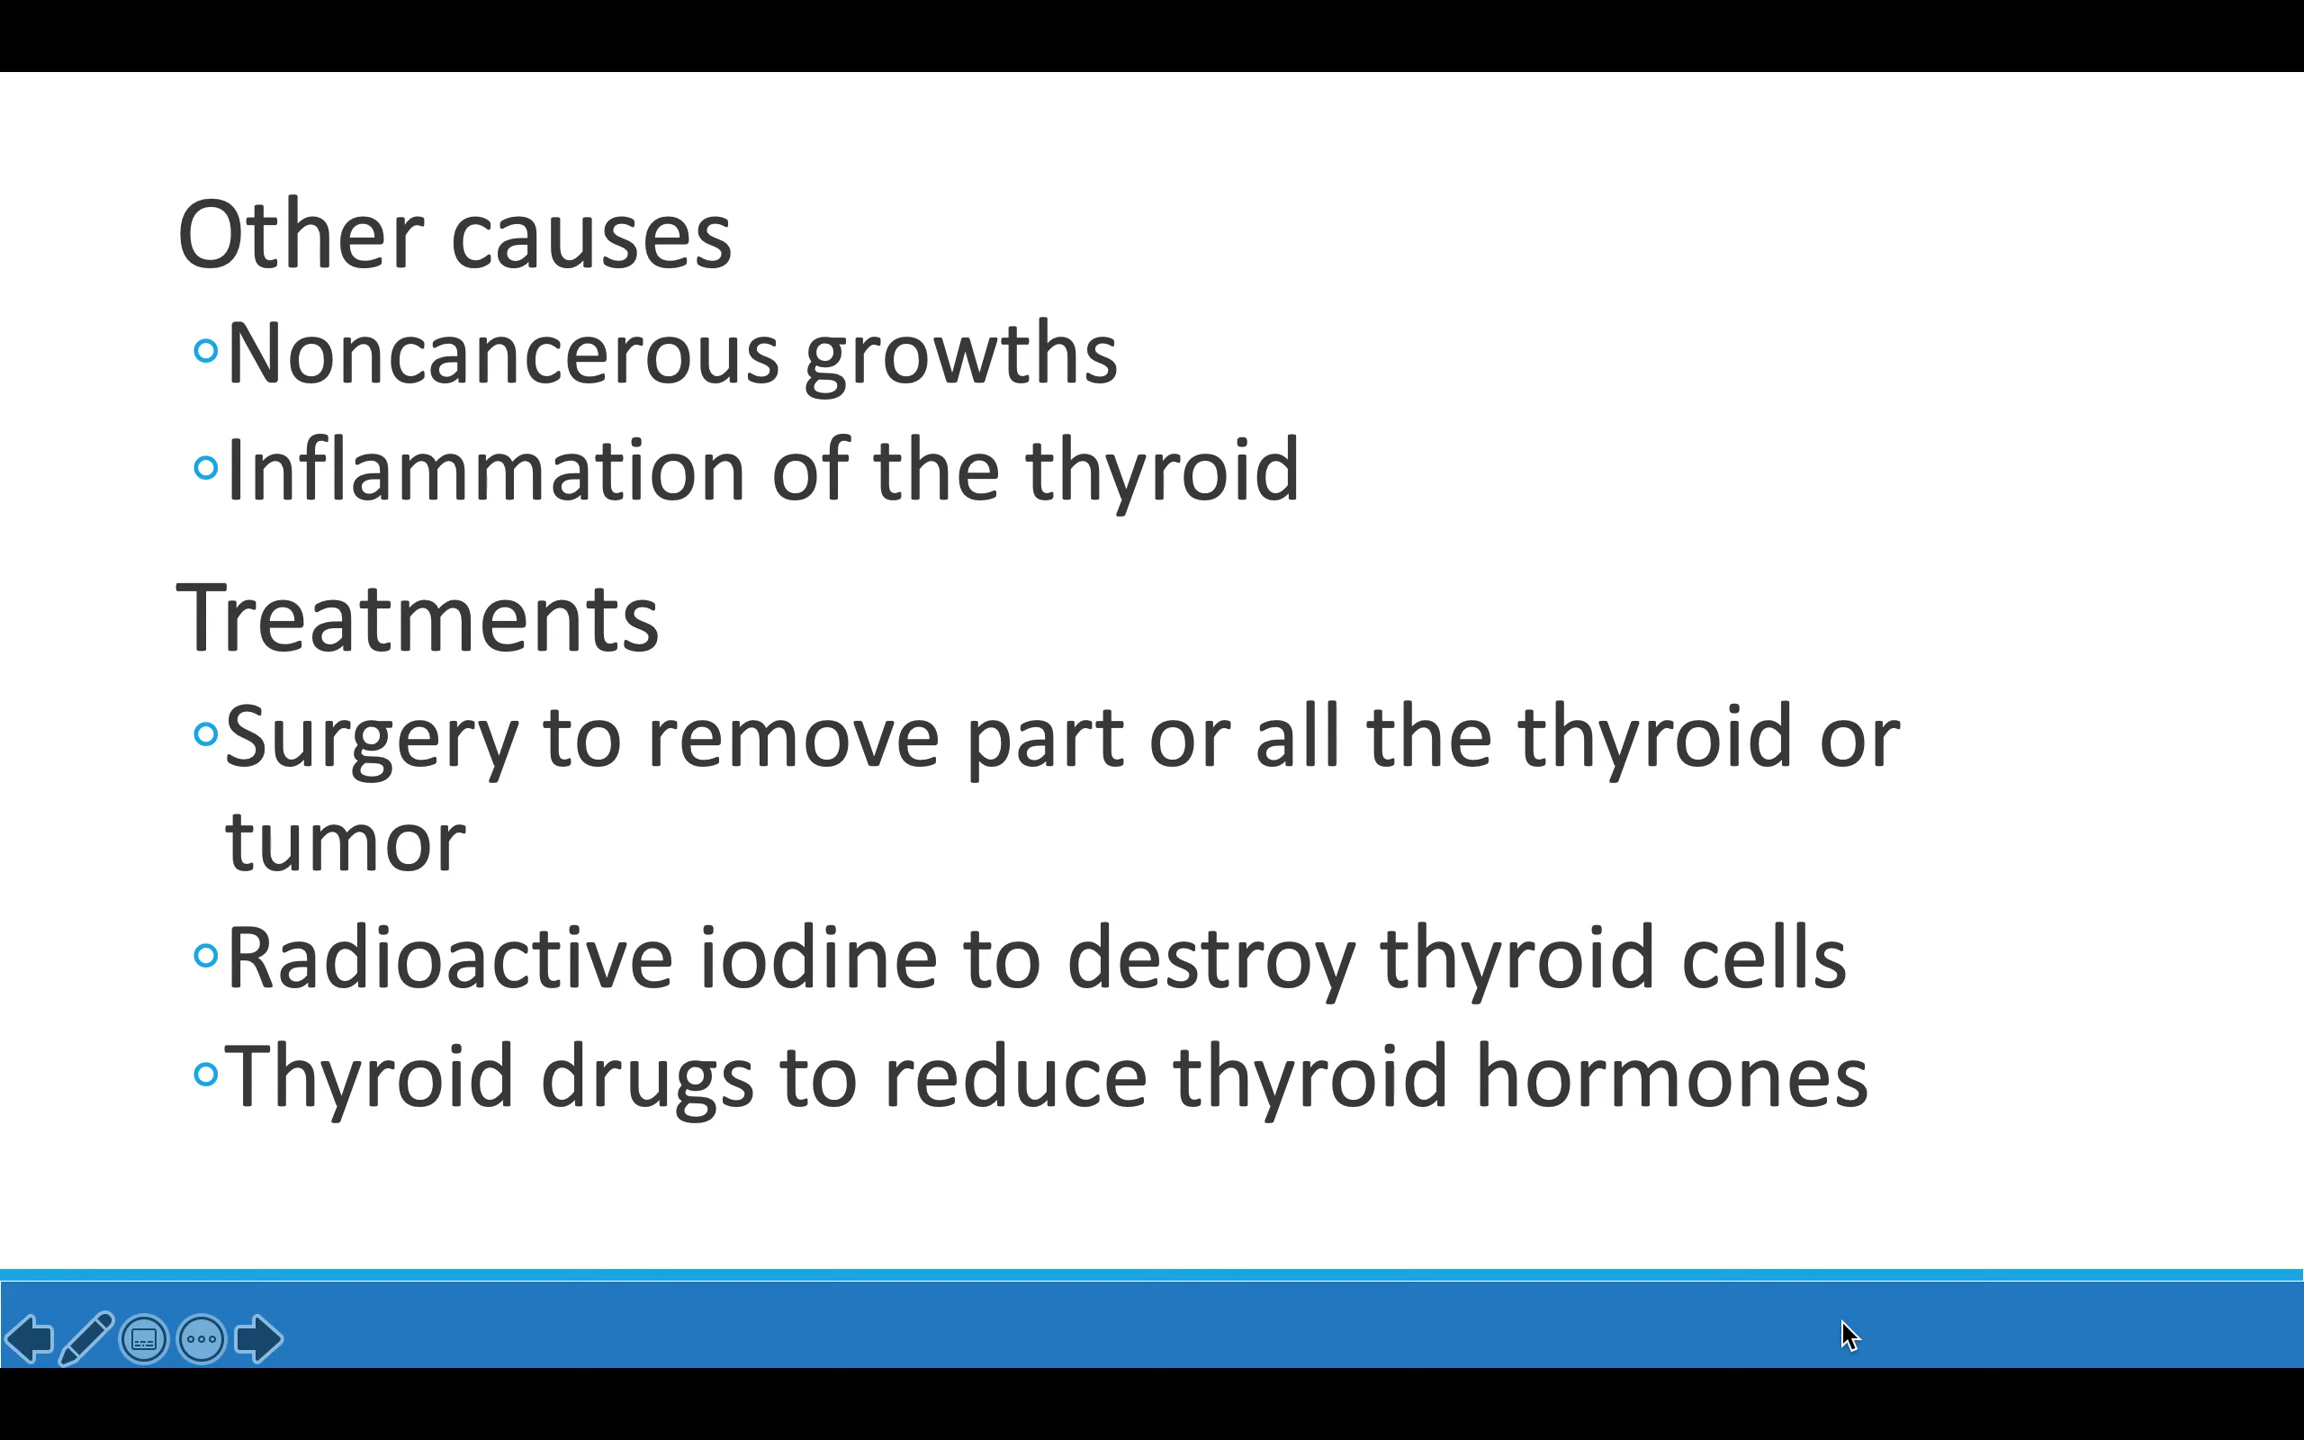 Other causes
◦Noncancerous growths
◦Inflammation of the thyroid
Treatments
◦Surgery to remove part or all the thyroid or
tumor
◦Radioactive iodine to destroy thyroid cells
◦Thyroid drugs to reduce thyroid hormones